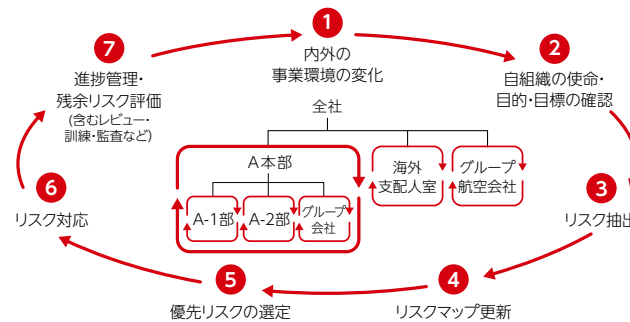 1
内外の
事業環境の変化
2
自組織の使命・
目的・目標の確認
3
リスク抽出
4
リスクマップ更新
5
優先リスクの選定
6
リスク対応
7
進捗管理・
残余リスク評価
(含むレビュー・
訓練・監査など)
全社
A本部
A-1部
A-2部
グループ
会社
海外
支配人室
グループ
航空会社